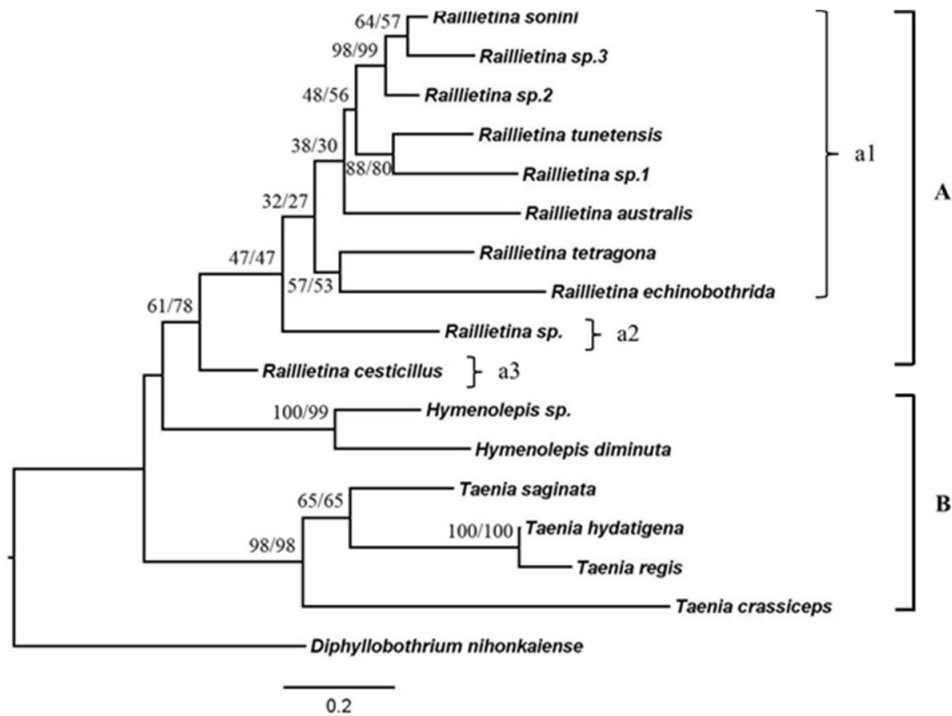 64/57
Raillietina sonini
98/99
Raillietina sp.3
48/56
Raillietina sp.2
38/30
Raillietina tunetensis
88/80
Raillietina sp.1
a1
A
32/27
Raillietina australis
47/47
Raillietina tetragona
57/53
Raillietina echinobothrida
61/78
Raillietina sp.
a2
Raillietina cesticillus
a3
100/99
Hymenolepis sp.
Hymenolepis diminuta
B
65/65
Taenia saginata
98/98
100/100
Taenia hydatigena
Taenia regis
Taenia crassiceps
Diphyllobothrium nihonkaiense
0.2